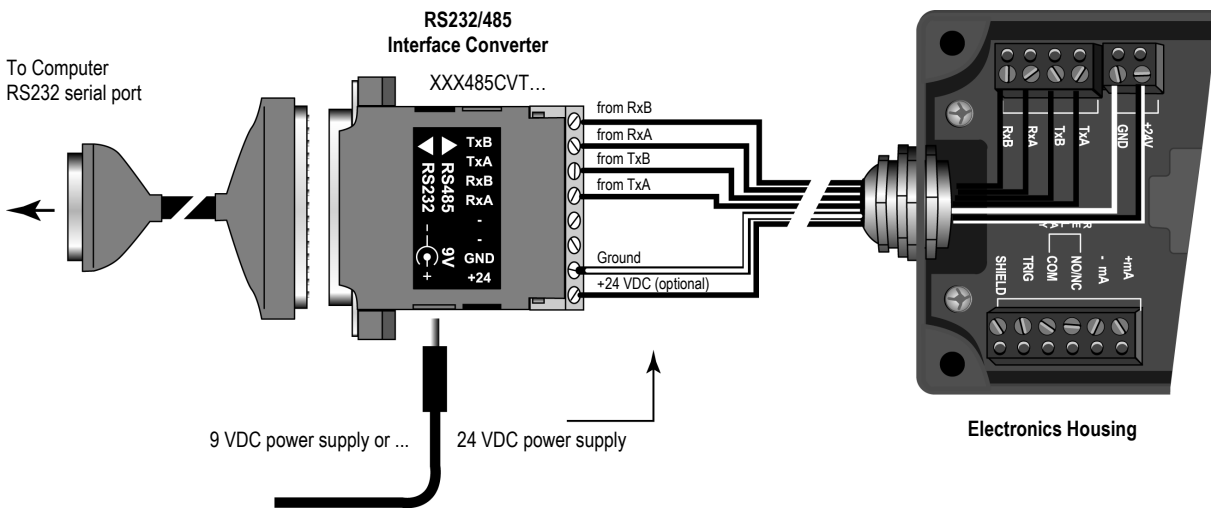 RS232/485
Interface Converter
XXX485CVT…
To Computer
RS232 serial port
TxB
TxA
RxB
RxA
-
-
GND
+24
RS485
RS232
9V
- +
from RxB
from RxA
from TxB
from TxA
Ground
+24 VDC (optional)
RxB
RxA
TxB
TxA
GND
+24V
RELAY
SHIELD
TRIG
COM
NO/NC
- mA
+mA
9 VDC power supply or ...
24 VDC power supply
Electronics Housing